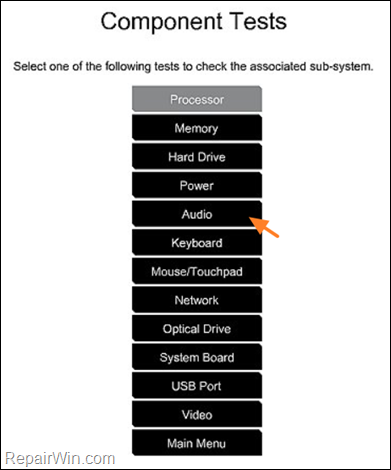 Component Tests
Select one of the following tests to check the associated sub-system.
Processor
Memory
Hard Drive
Power
Audio
Keyboard
Mouse/Touchpad
Network
Optical Drive
System Board
USB Port
Video
Main Menu
RepairWin.com